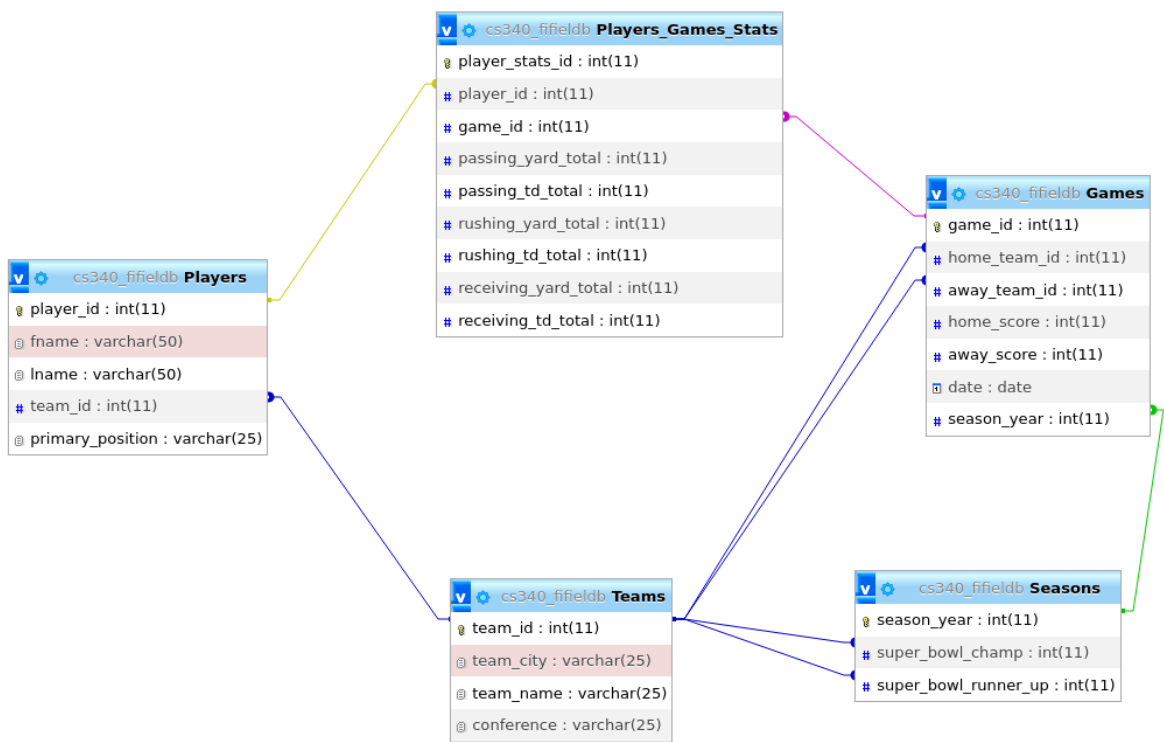 cs340_fifieldb Players_Games_Stats
player_stats_id : int(11)
player_id : int(11)
game_id : int(11)
passing_yard_total : int(11)
passing_td_total : int(11)
rushing_yard_total : int(11)
rushing_td_total : int(11)
receiving_yard_total : int(11)
receiving_td_total : int(11)
cs340_fifieldb Games
game_id : int(11)
home_team_id : int(11)
away_team_id : int(11)
home_score : int(11)
away_score : int(11)
date : date
season_year : int(11)
cs340_fifieldb Players
player_id : int(11)
fname : varchar(50)
lname : varchar(50)
team_id : int(11)
primary_position : varchar(25)
cs340_fifieldb Teams
team_id : int(11)
team_city : varchar(25)
team_name : varchar(25)
conference : varchar(25)
cs340_fifieldb Seasons
season_year : int(11)
super_bowl_champ : int(11)
super_bowl_runner_up : int(11)